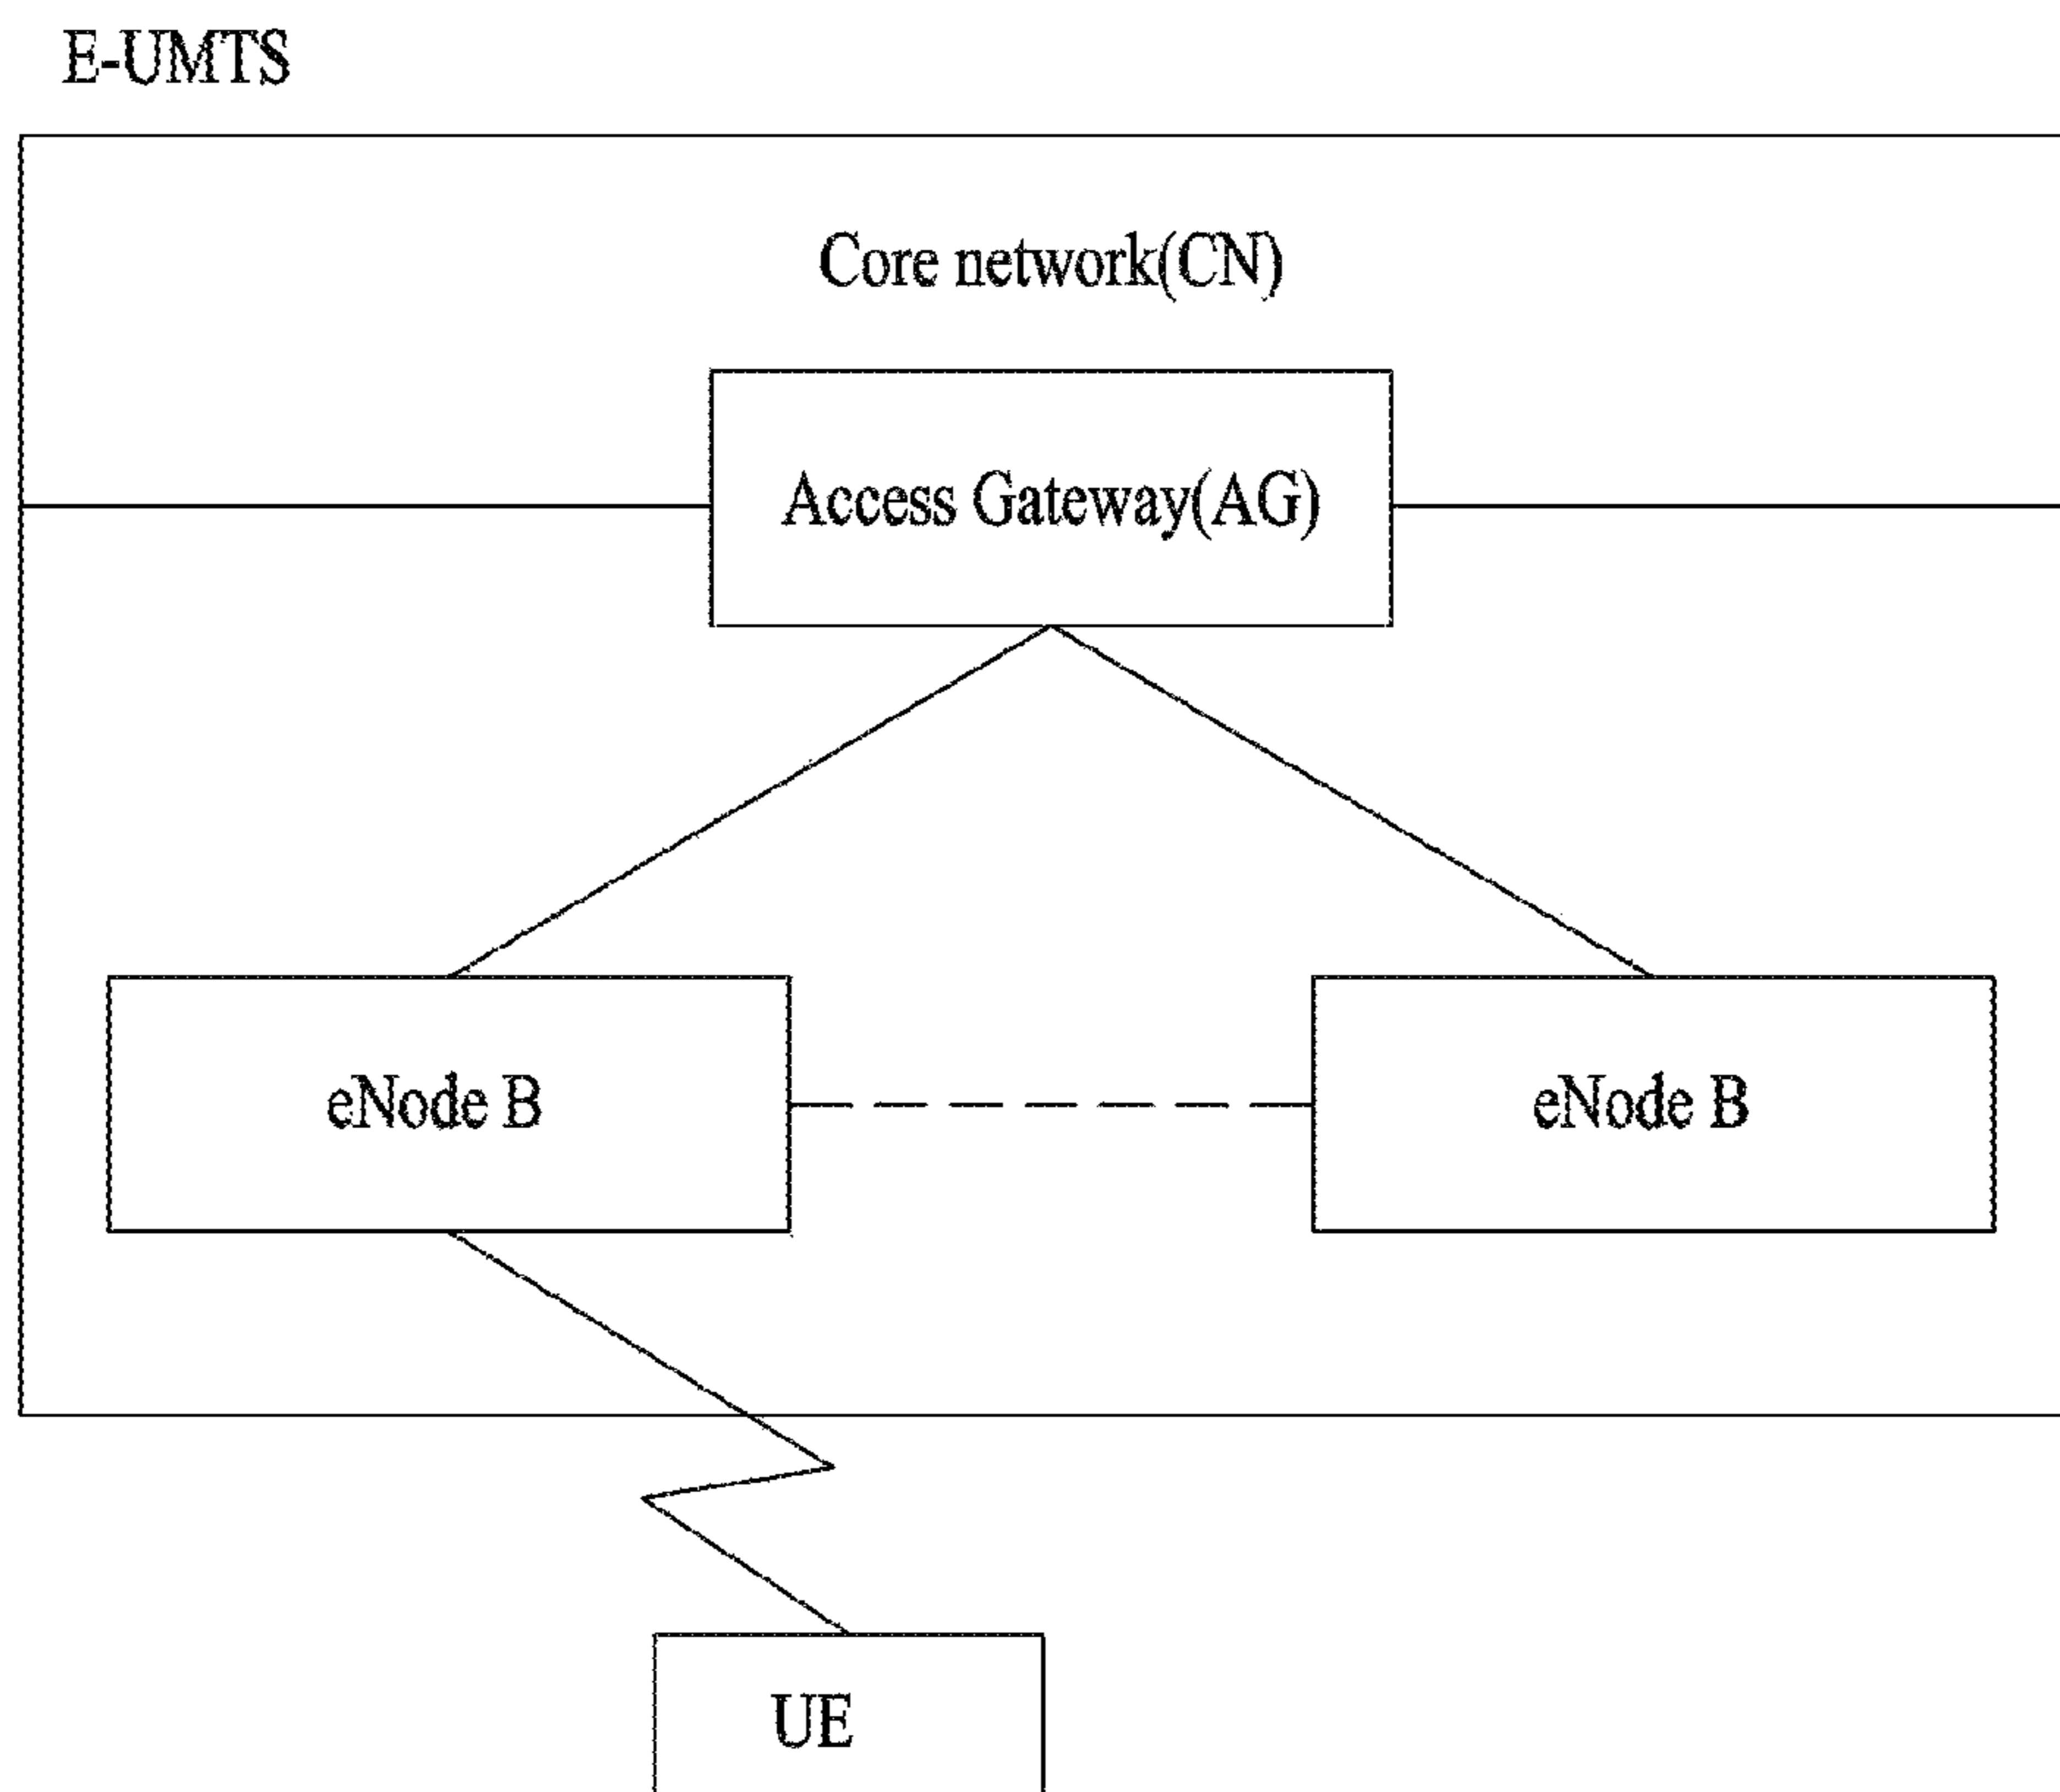 E-UMTS
Core network(CN)
Access Gateway(AG)
eNode B
eNode B
UE